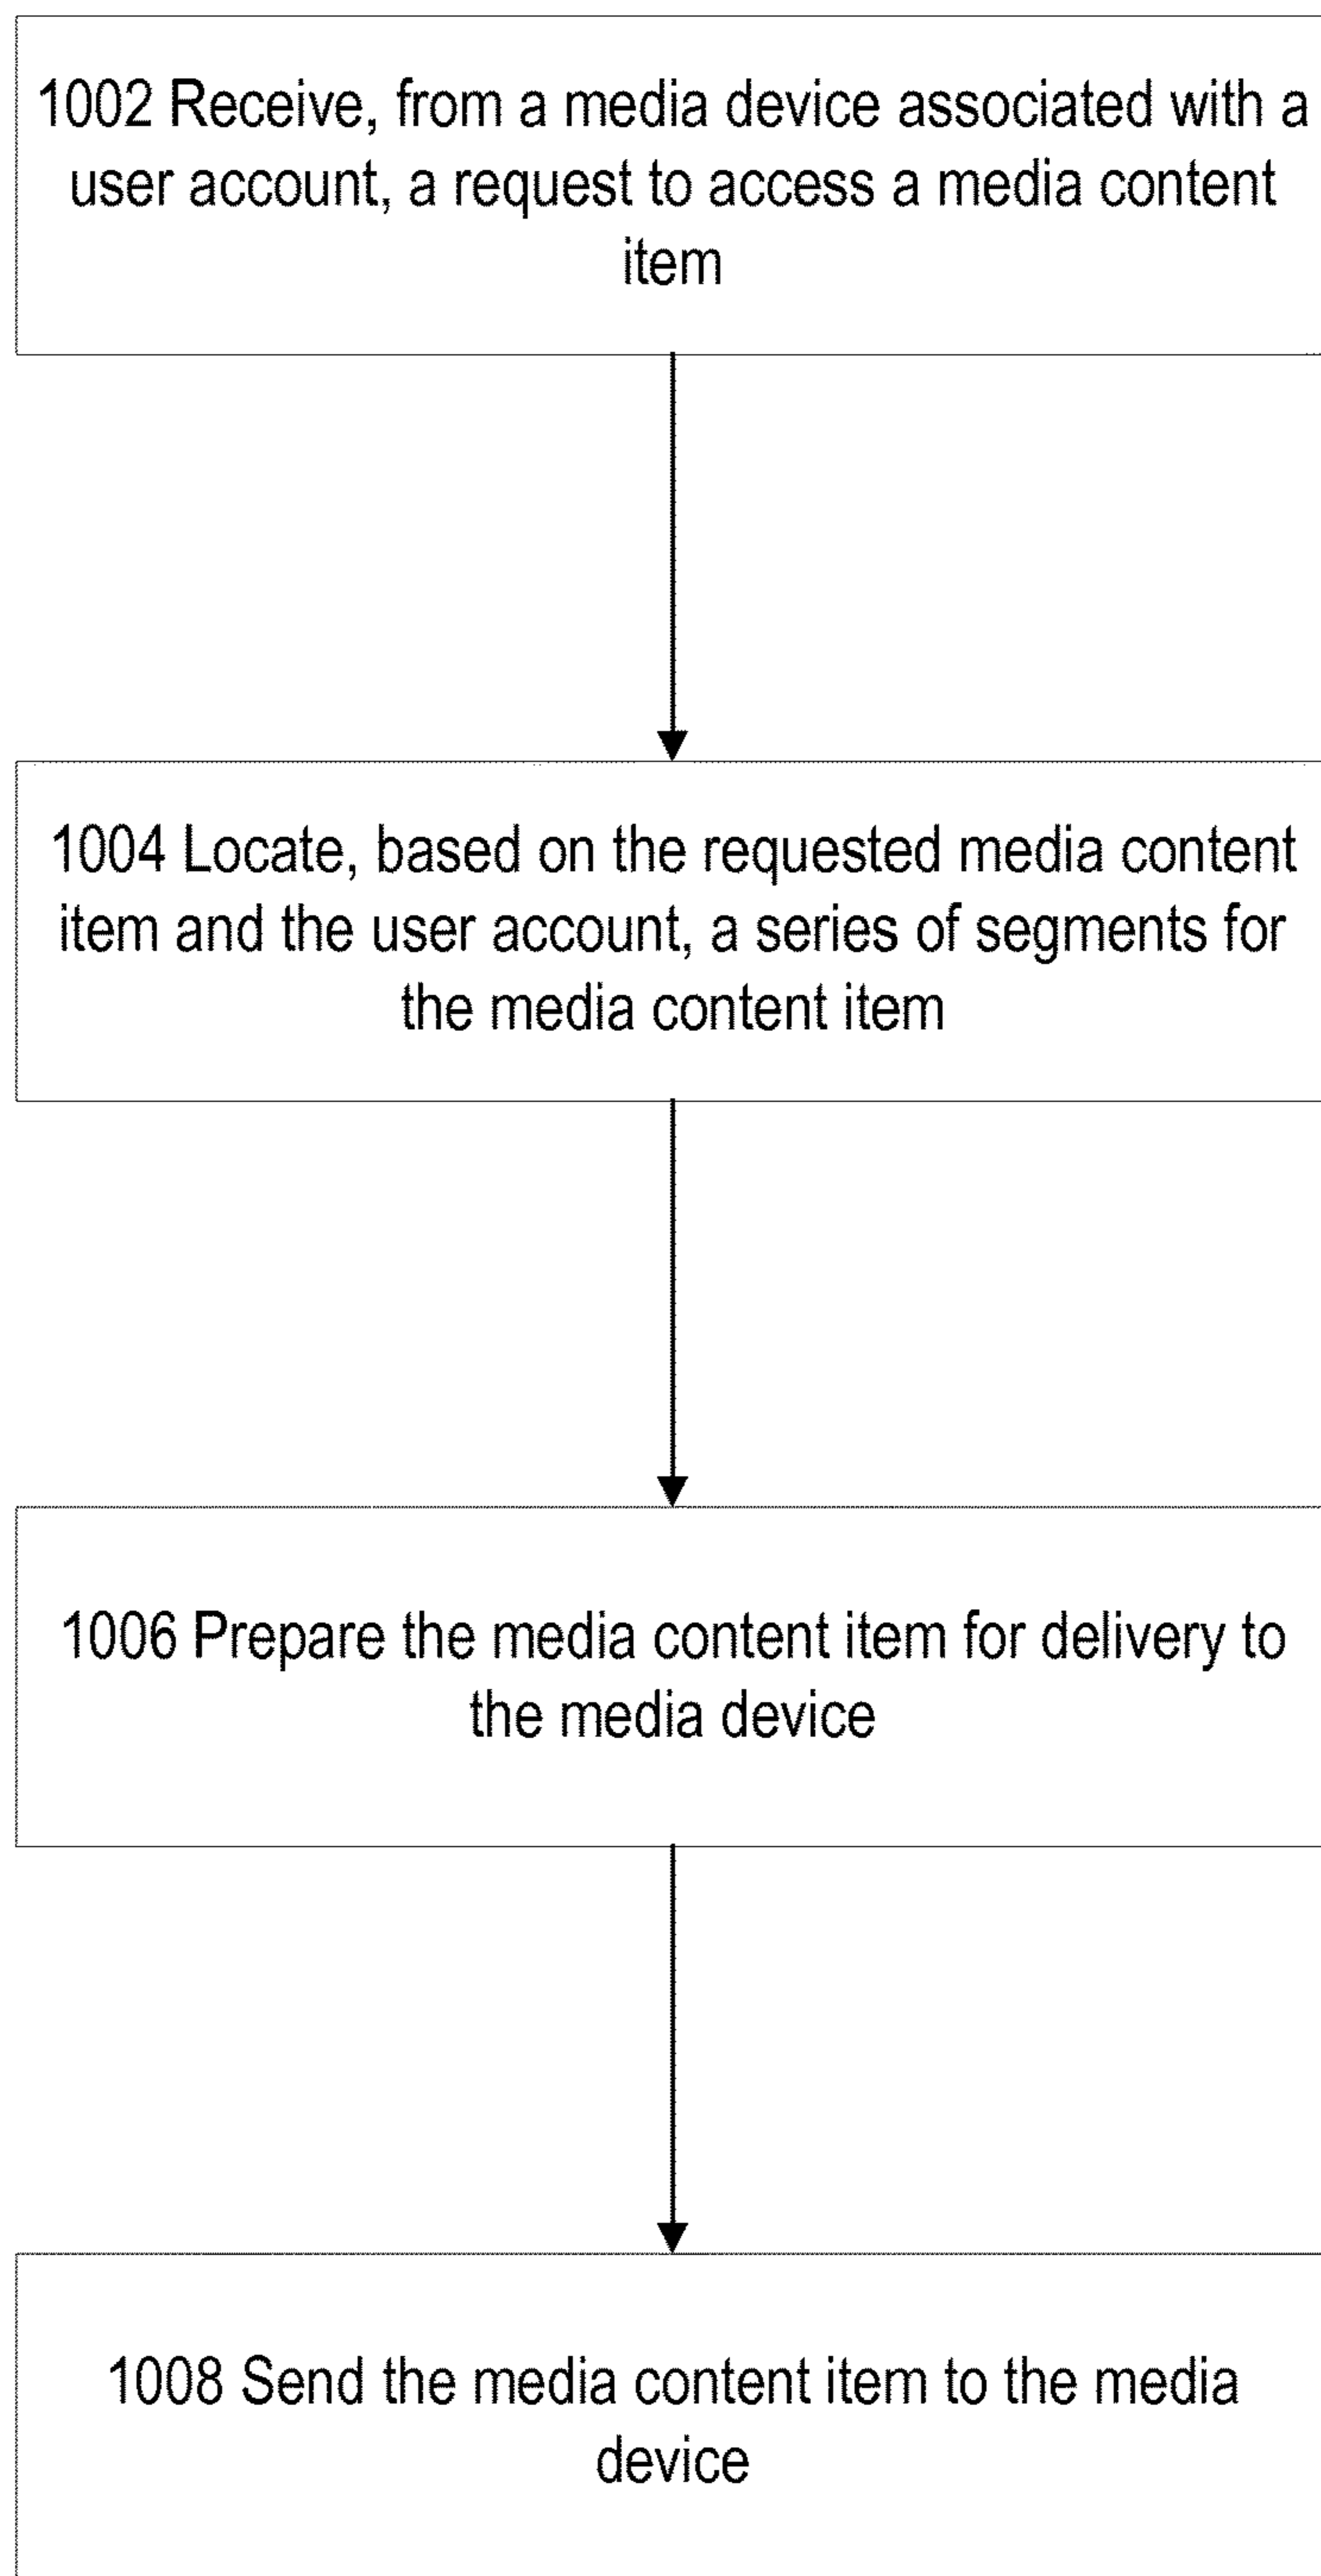 1002 Receive, from a media device associated with a
user account, a request to access a media content
item
1004 Locate, based on the requested media content
item and the user account, a series of segments for
the media content item
1006 Prepare the media content item for delivery to
the media device
1008 Send the media content item to the media
device